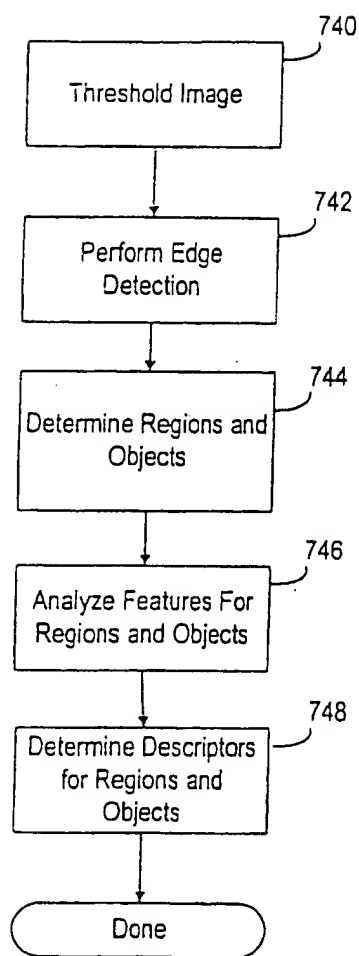 740
Threshold Image
742
Perform Edge
Detection
744
Determine Regions and
Objects
746
Analyze Features For
Regions and Objects
748
Determine Descriptors
for Regions and
Objects
Done